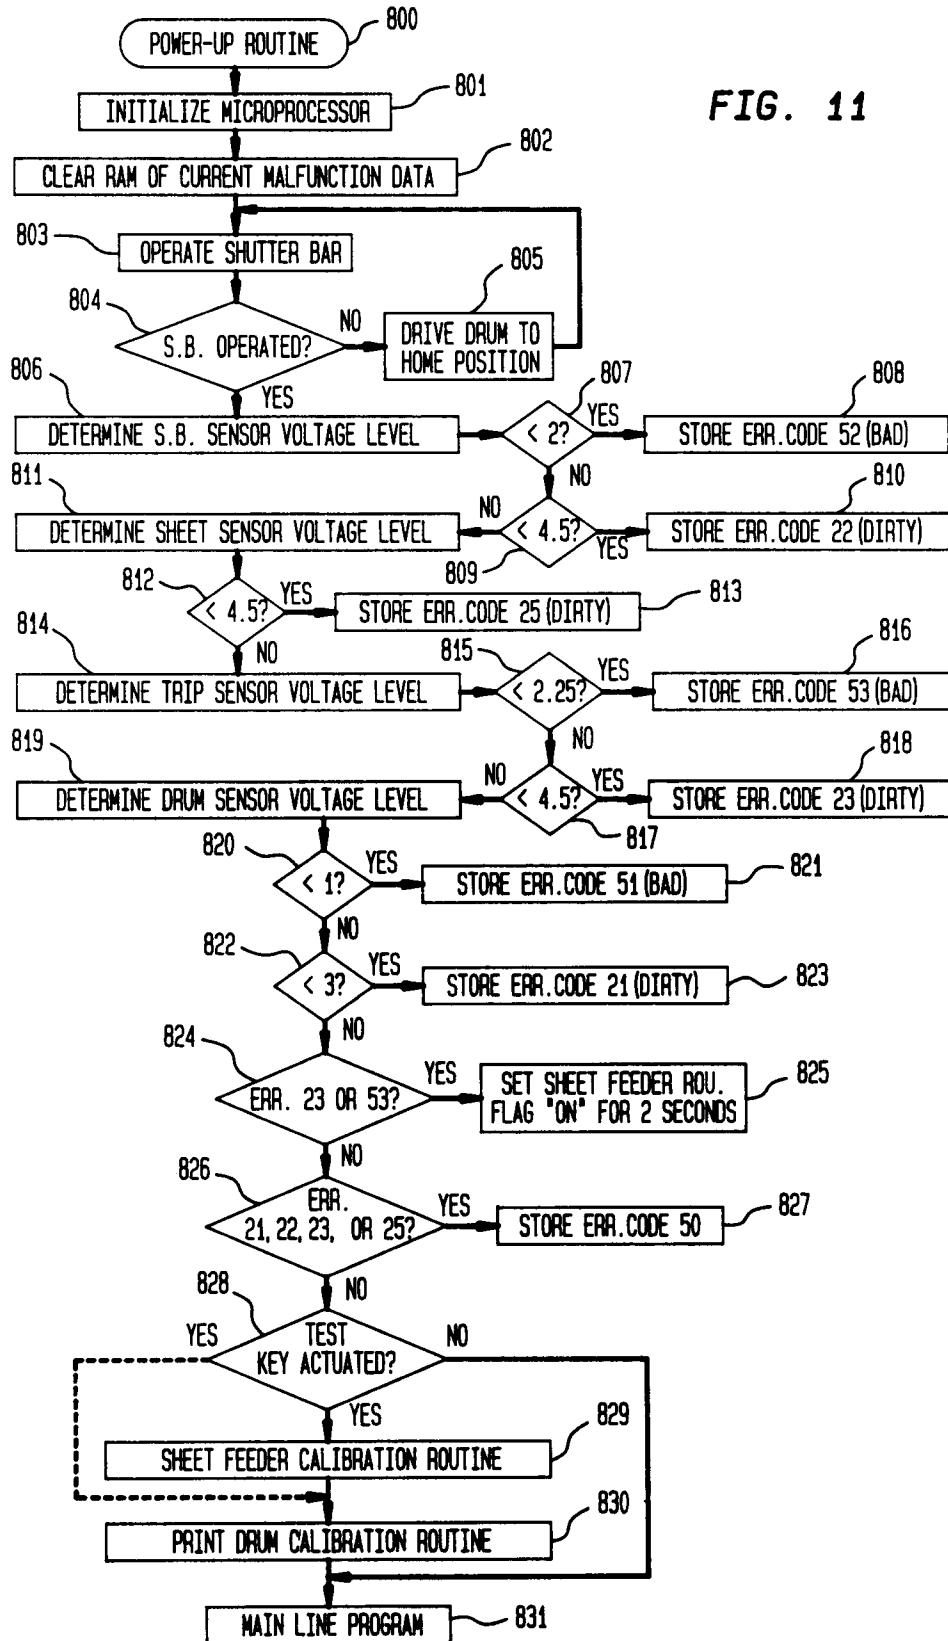 POWER-UP ROUTINE
800
FIG. 11
INITIALIZE MICROPROCESSOR
801
CLEAR RAM OF CURRENT MALFUNCTION DATA
802
803
OPERATE SHUTTER BAR
804
S.B. OPERATED?
NO
805
DRIVE DRUM TO
HOME POSITION
YES
806
DETERMINE S.B. SENSOR VOLTAGE LEVEL
807
< 2?
YES
808
STORE ERR.CODE 52 (BAD)
NO
811
DETERMINE SHEET SENSOR VOLTAGE LEVEL
NO
< 4.5?
809
YES
810
STORE ERR.CODE 22 (DIRTY)
812
< 4.5?
YES
STORE ERR.CODE 25 (DIRTY)
813
NO
814
DETERMINE TRIP SENSOR VOLTAGE LEVEL
815
< 2.25?
YES
816
STORE ERR.CODE 53 (BAD)
NO
819
DETERMINE DRUM SENSOR VOLTAGE LEVEL
NO
< 4.5?
817
YES
818
STORE ERR.CODE 23 (DIRTY)
820
< 1?
YES
STORE ERR.CODE 51 (BAD)
821
NO
822
< 3?
YES
STORE ERR.CODE 21 (DIRTY)
823
NO
824
ERR. 23 OR 53?
YES
SET SHEET FEEDER ROU.
FLAG "ON" FOR 2 SECONDS
825
NO
826
ERR.
21, 22, 23, OR 25?
YES
STORE ERR.CODE 50
827
NO
828
YES
TEST
KEY ACTUATED?
NO
YES
829
SHEET FEEDER CALIBRATION ROUTINE
830
PRINT DRUM CALIBRATION ROUTINE
MAIN LINE PROGRAM
831